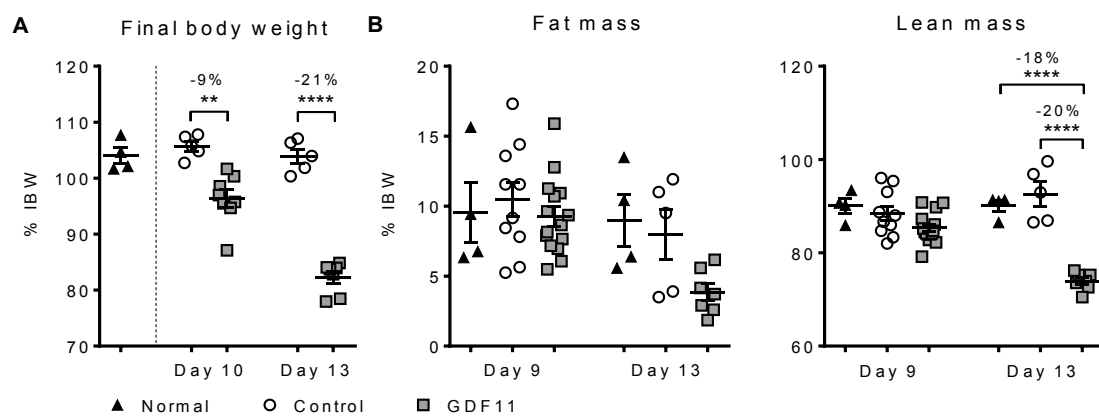 A Final body weight
% IBW
120
110
100
90
80
70
-9%
**
-21%
****
Day 10 Day 13
B Fat mass
% IBW
20
15
10
5
0
Day 9 Day 13
Lean mass
% IBW
120
100
80
60
-18%
****
-20%
****
Day 9 Day 13
Normal Control GDF11